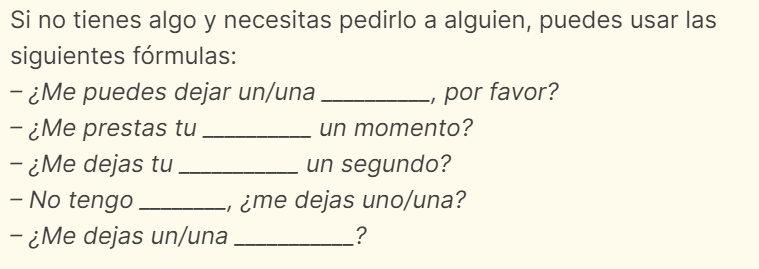 Si no tienes algo y necesitas pedirlo a alguien, puedes usar las
siguientes fórmulas:
– ¿Me puedes dejar un/una _________, por favor?
– ¿Me prestas tu _________ un momento?
– ¿Me dejas tu __________ un segundo?
– No tengo _______, ¿me dejas uno/una?
– ¿Me dejas un/una __________?